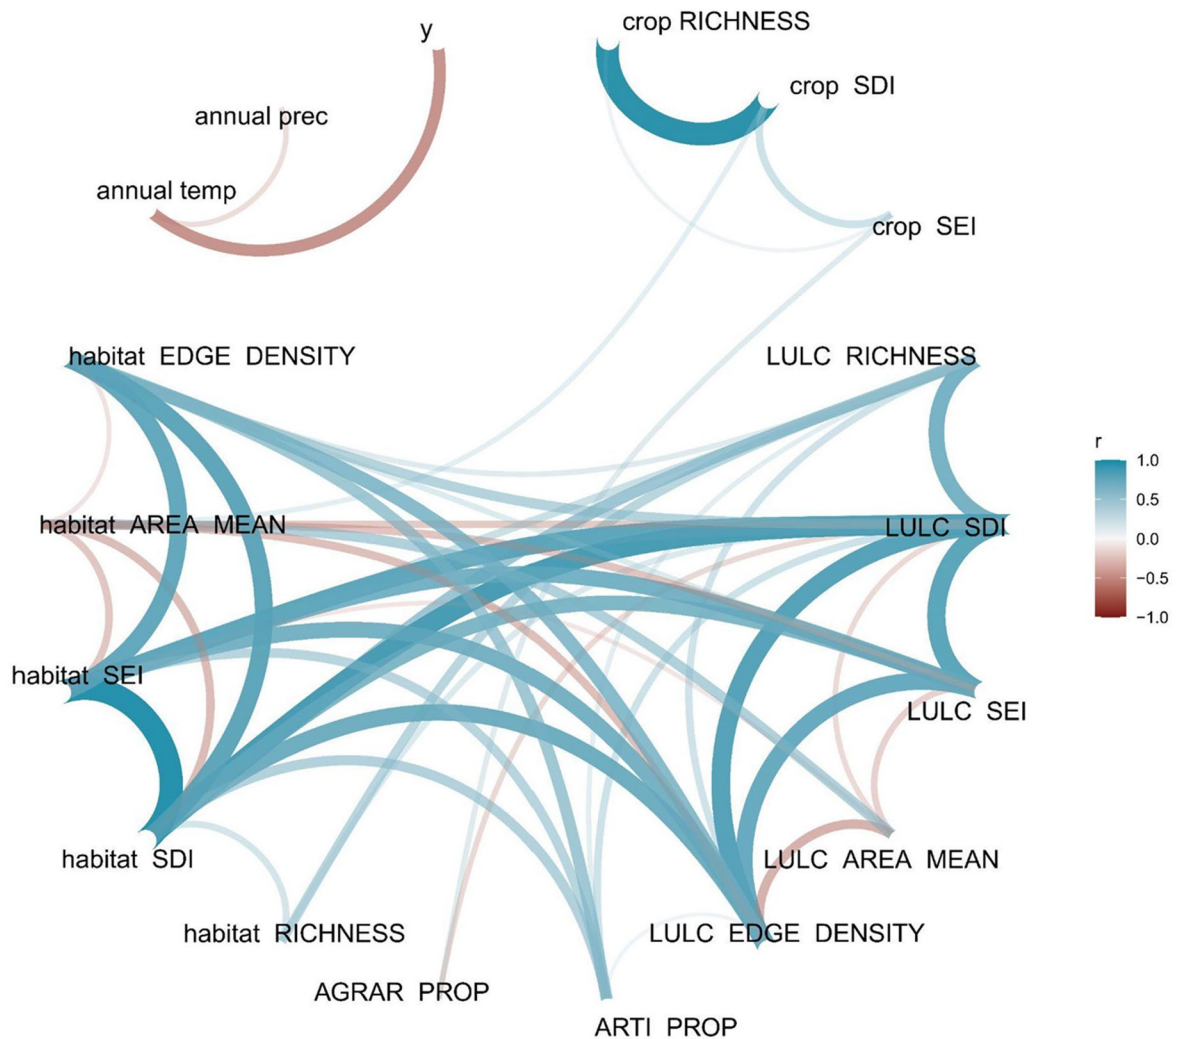 crop RICHNESS
y
crop SDI
annual prec
annual temp
crop SEI
habitat EDGE DENSITY
LULC RICHNESS
r
1.0
0.5
0.0
−0.5
−1.0
habitat AREA MEAN
LULC SDI
habitat SEI
LULC SEI
habitat SDI
LULC AREA MEAN
habitat RICHNESS
LULC EDGE DENSITY
AGRAR PROP
ARTI PROP